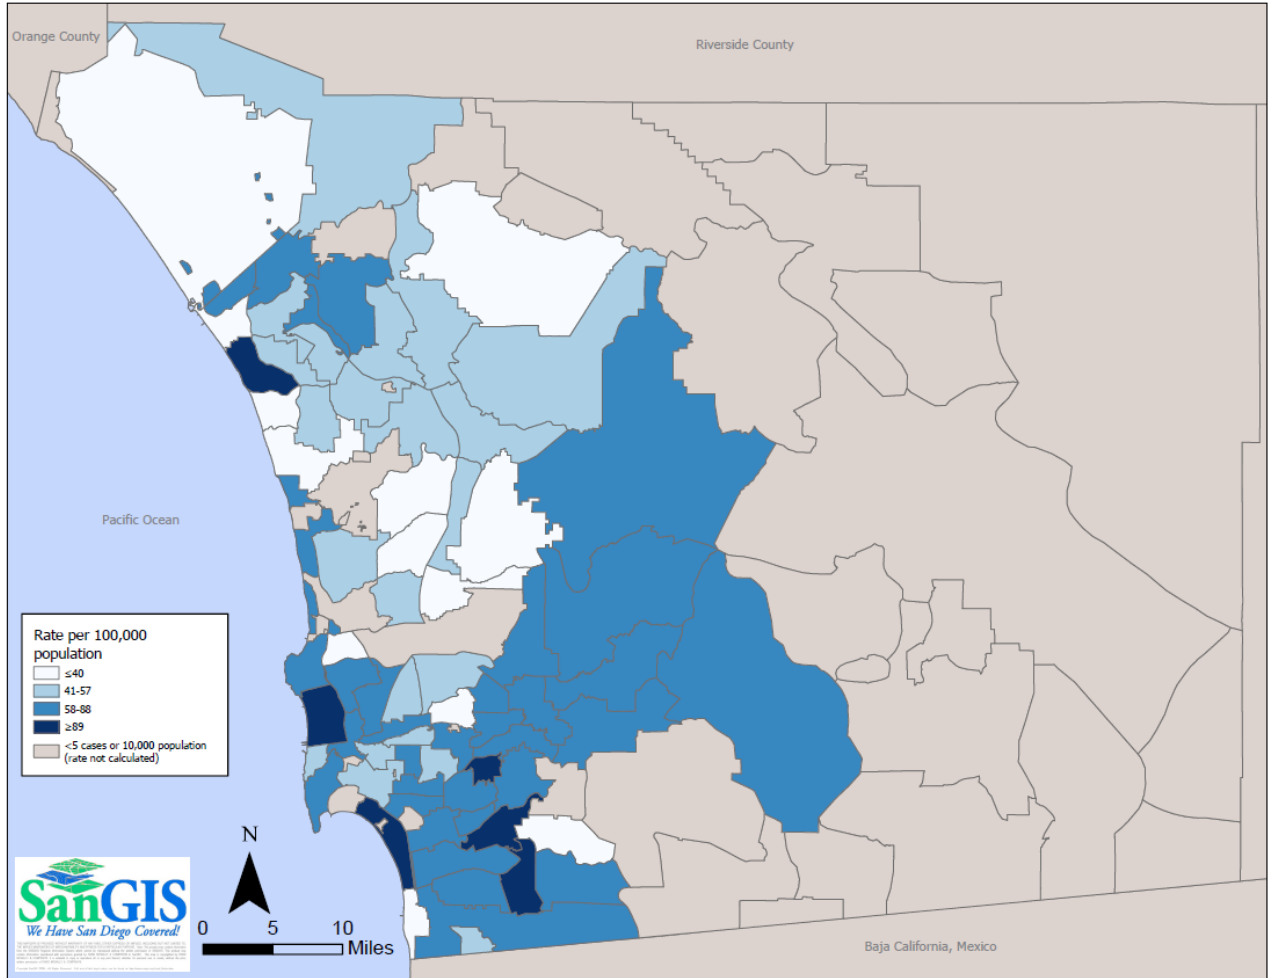 Orange County
Riverside County
Pacific Ocean
Rate per 100,000
population
≤40
41-57
58-88
≥89
<5 cases or 10,000 population
(rate not calculated)
N
0 5 10
Miles
SanGIS
We Have San Diego Covered!
Baja California, Mexico